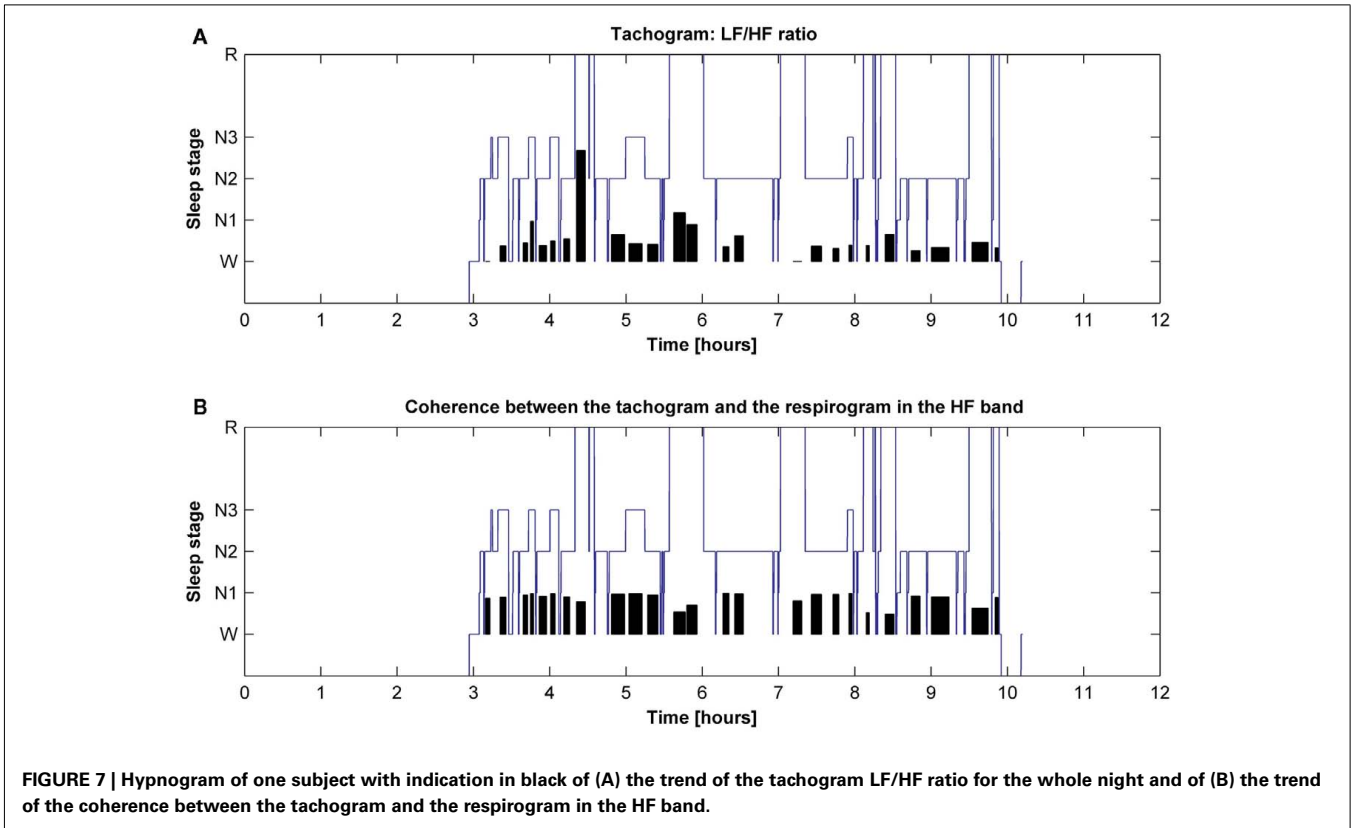 A
Tachogram: LF/HF ratio
R
N3
N2
N1
W
Sleep stage
0 1 2 3 4 5 6 7 8 9 10 11 12
Time [hours]
B
Coherence between the tachogram and the respirogram in the HF band
R
N3
N2
N1
W
Sleep stage
0 1 2 3 4 5 6 7 8 9 10 11 12
Time [hours]
FIGURE 7 | Hypnogram of one subject with indication in black of (A) the trend of the tachogram LF/HF ratio for the whole night and of (B) the trend
of the coherence between the tachogram and the respirogram in the HF band.